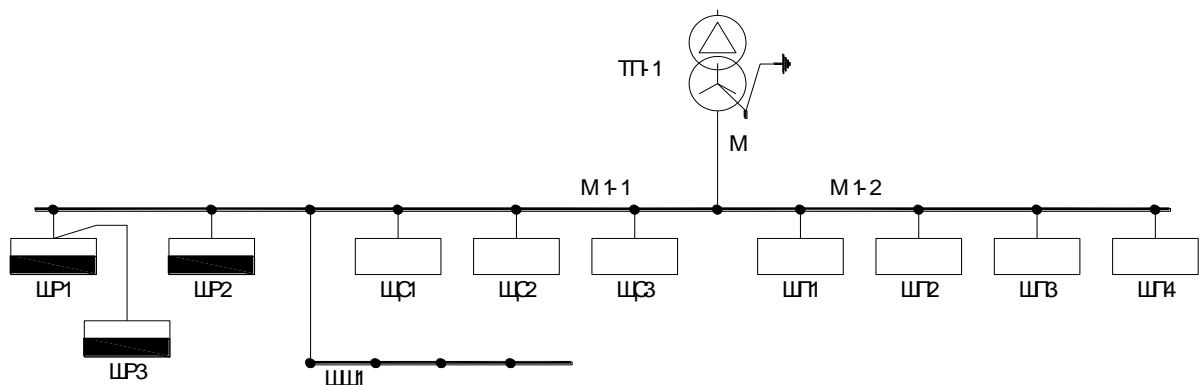 ТП-1
М
М1-1 М1-2
ШР1 ШР2 ЩС1 ЩС2 ЩС3 ШП1 ШП2 ШП3 ШП4
ШР3 ШШ1